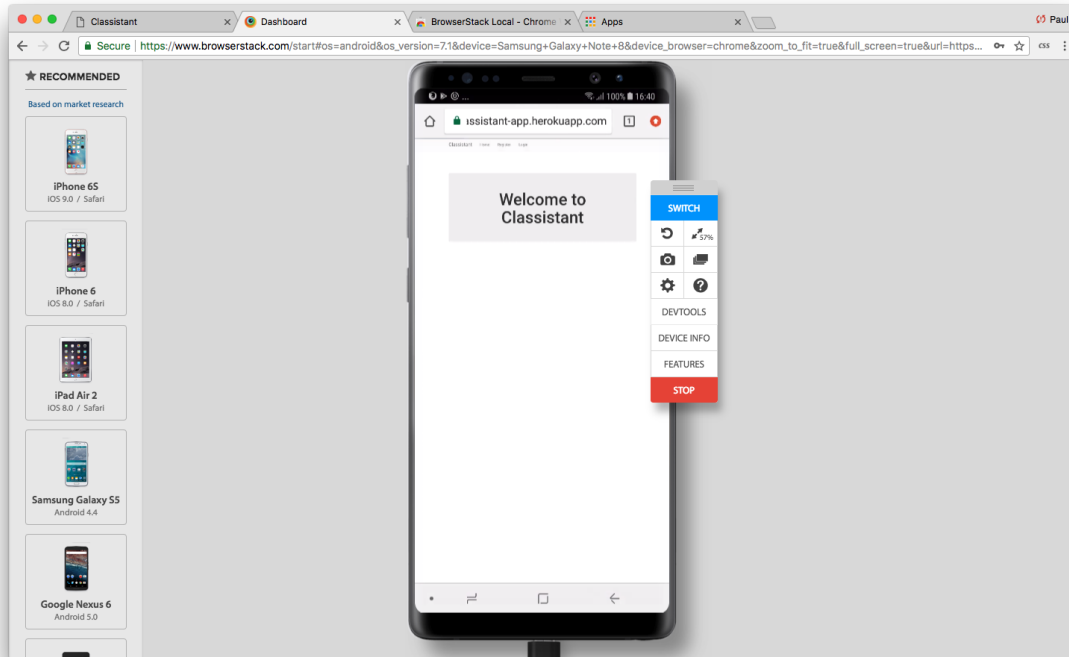 Classistant
Dashboard
BrowserStack Local - Chrome
Apps
Paul
Secure | https://www.browserstack.com/start#os=android&os_version=7.1&device=Samsung+Galaxy+Note+8&device_browser=chrome&zoom_to_fit=true&full_screen=true&url=https...
css
RECOMMENDED
Based on market research
iPhone 6S
iOS 9.0 / Safari
iPhone 6
iOS 8.0 / Safari
iPad Air 2
iOS 8.0 / Safari
Samsung Galaxy S5
Android 4.4
Google Nexus 6
Android 5.0
... 100% 16:40
ıssistant-app.herokuapp.com 1
Classistant Home Register Login
Welcome to
Classistant
SWITCH
57%
DEVTOOLS
DEVICE INFO
FEATURES
STOP